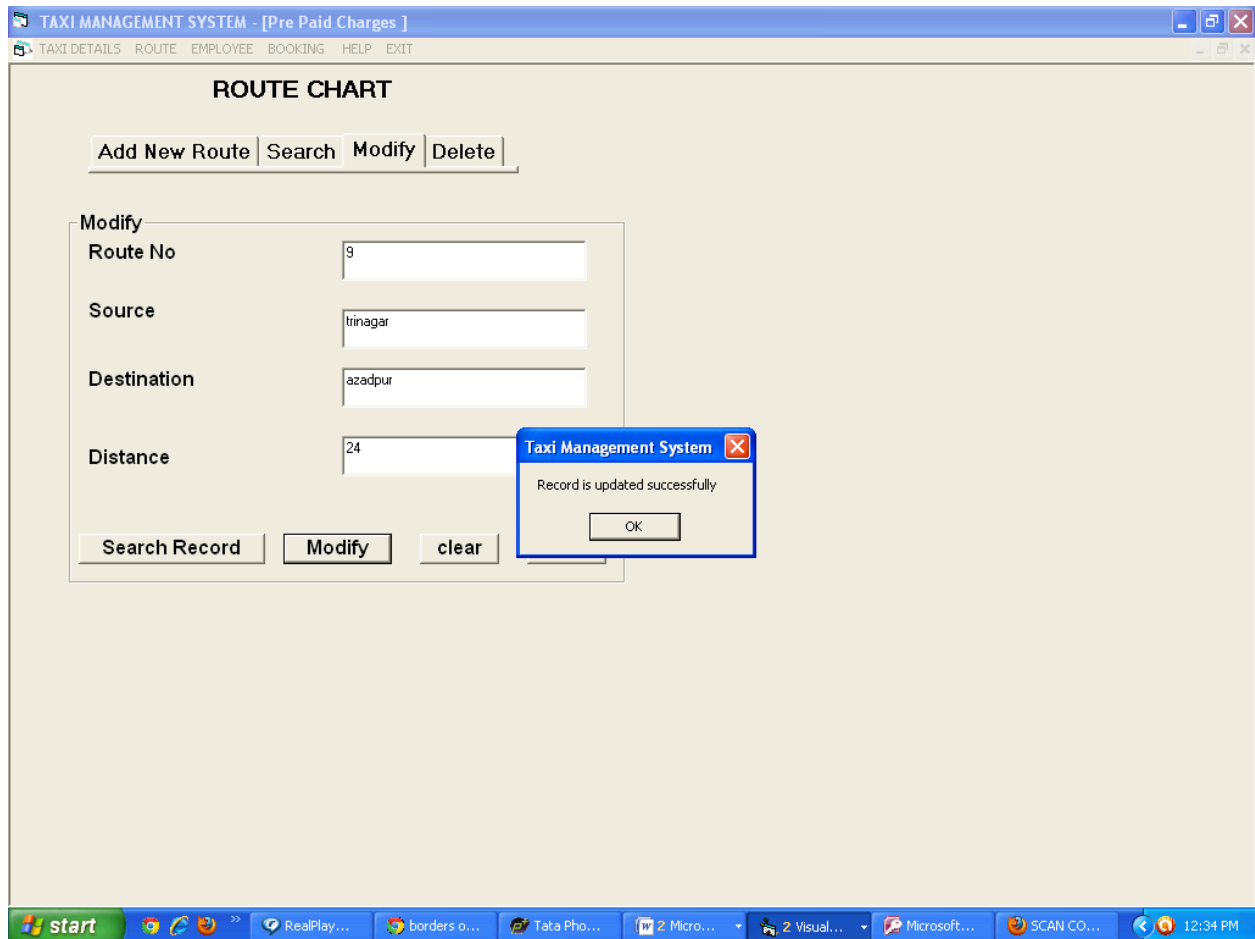 TAXI MANAGEMENT SYSTEM - [Pre Paid Charges ]
TAXI DETAILS ROUTE EMPLOYEE BOOKING HELP EXIT
ROUTE CHART
Add New Route Search Modify Delete
Modify
Route No 9
Source trinagar
Destination azadpur
Distance 24
Taxi Management System
Record is updated successfully
OK
Search Record Modify clear
start » RealPlay... borders o... Tata Pho... 2 Micro... 2 Visual... Microsoft... SCAN CO... 12:34 PM